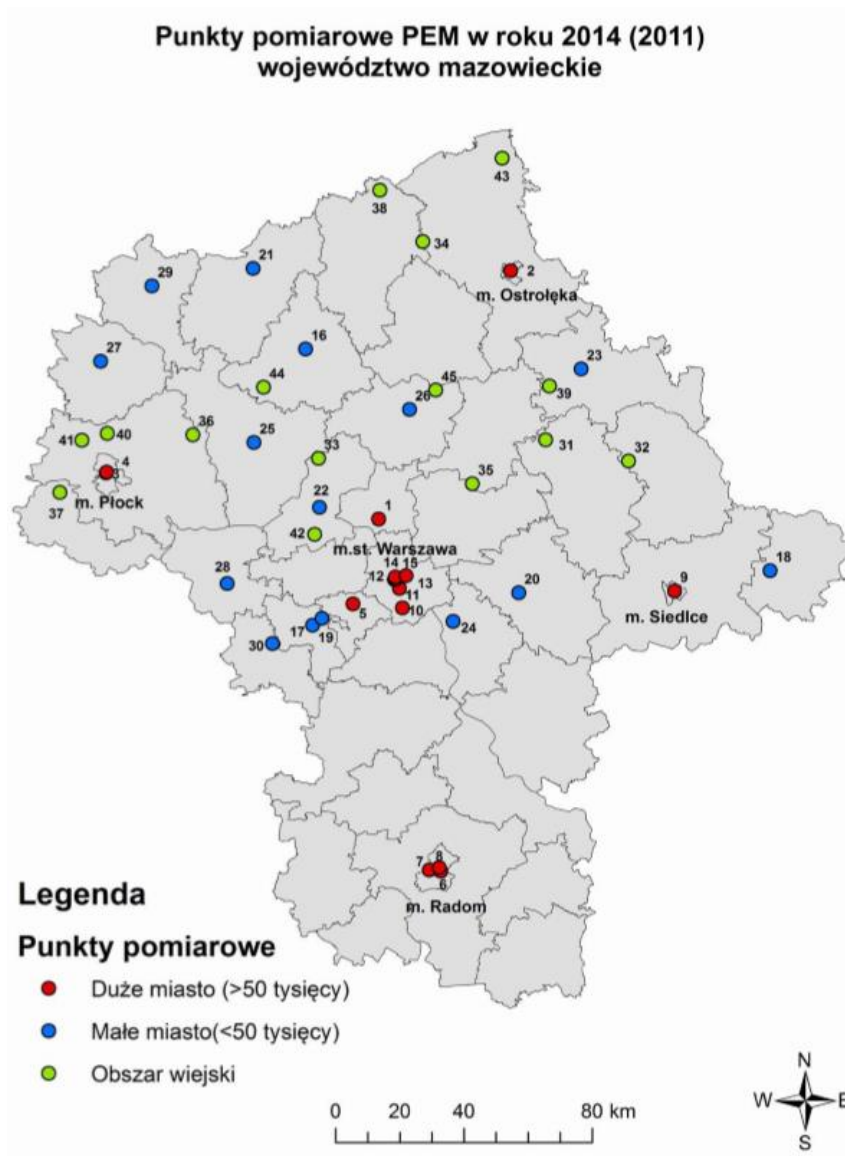 Punkty pomiarowe PEM w roku 2014 (2011)
województwo mazowieckie
43
38
34
2
m. Ostrołęka
21
29
16
27
23
44
45
39
26
36
40
41
25
33
31
32
4
3
35
m. Płock
37
22
1
42
m.st. Warszawa
14 15
12
13
28
11
5
10
20
9
18
m. Siedlce
24
17
19
30
8
7
6
m. Radom
Legenda
Punkty pomiarowe
Duże miasto (>50 tysięcy)
Małe miasto(<50 tysięcy)
Obszar wiejski
0 20 40 80 km
N
W E
S